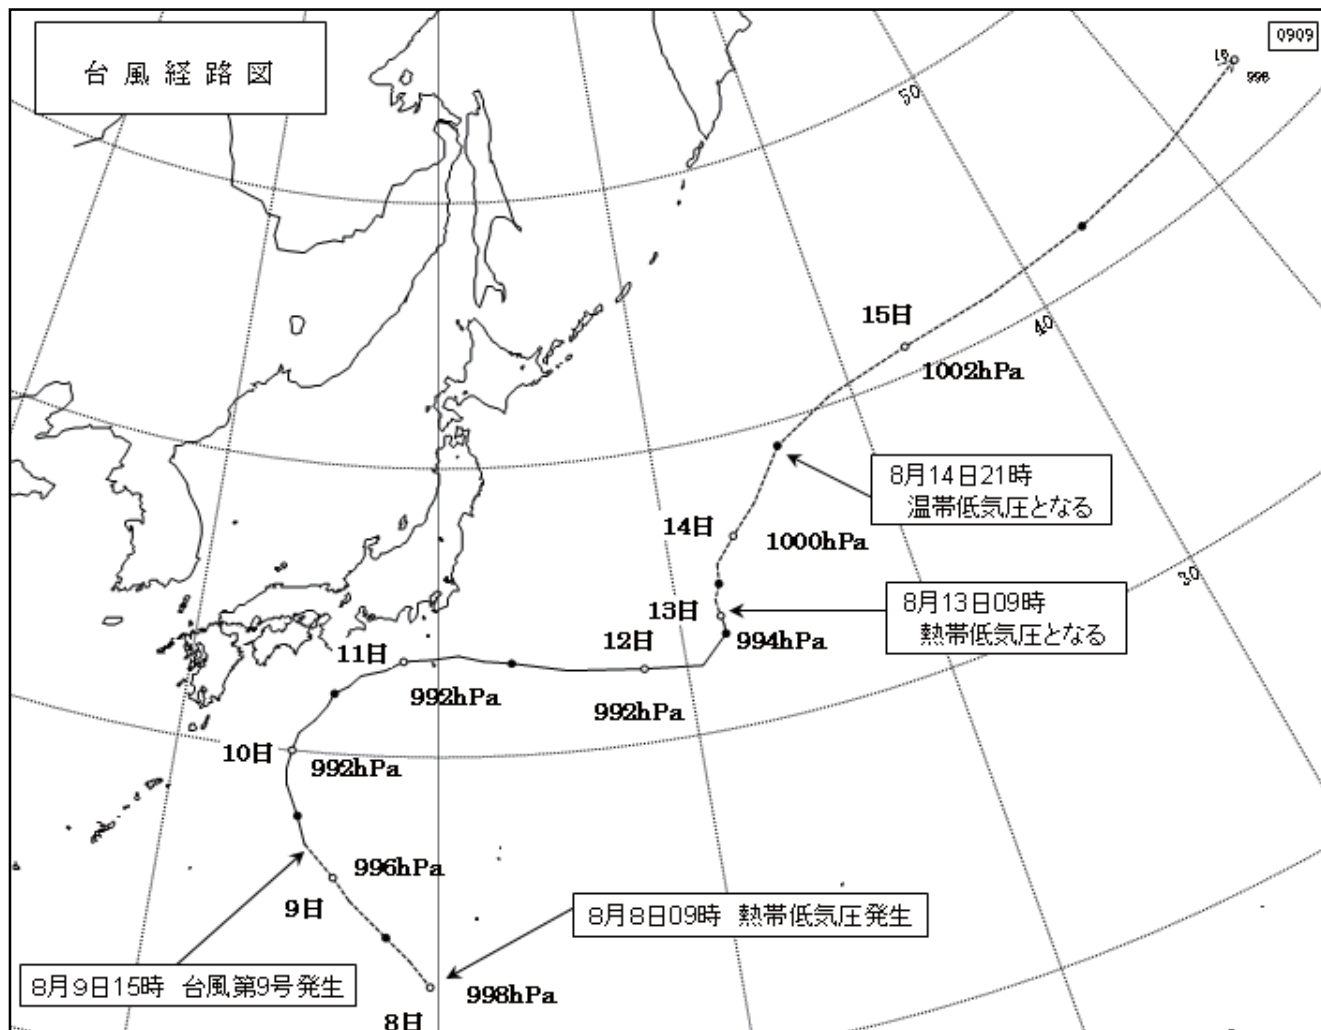 台風経路図
0909
16
996
50
15日
40
1002hPa
8月14日21時
温帯低気圧となる
14日
1000hPa
30
8月13日09時
熱帯低気圧となる
13日
994hPa
12日
11日
992hPa
992hPa
10日
992hPa
996hPa
9日
8月8日09時 熱帯低気圧発生
8月9日15時 台風第9号発生
998hPa
8日